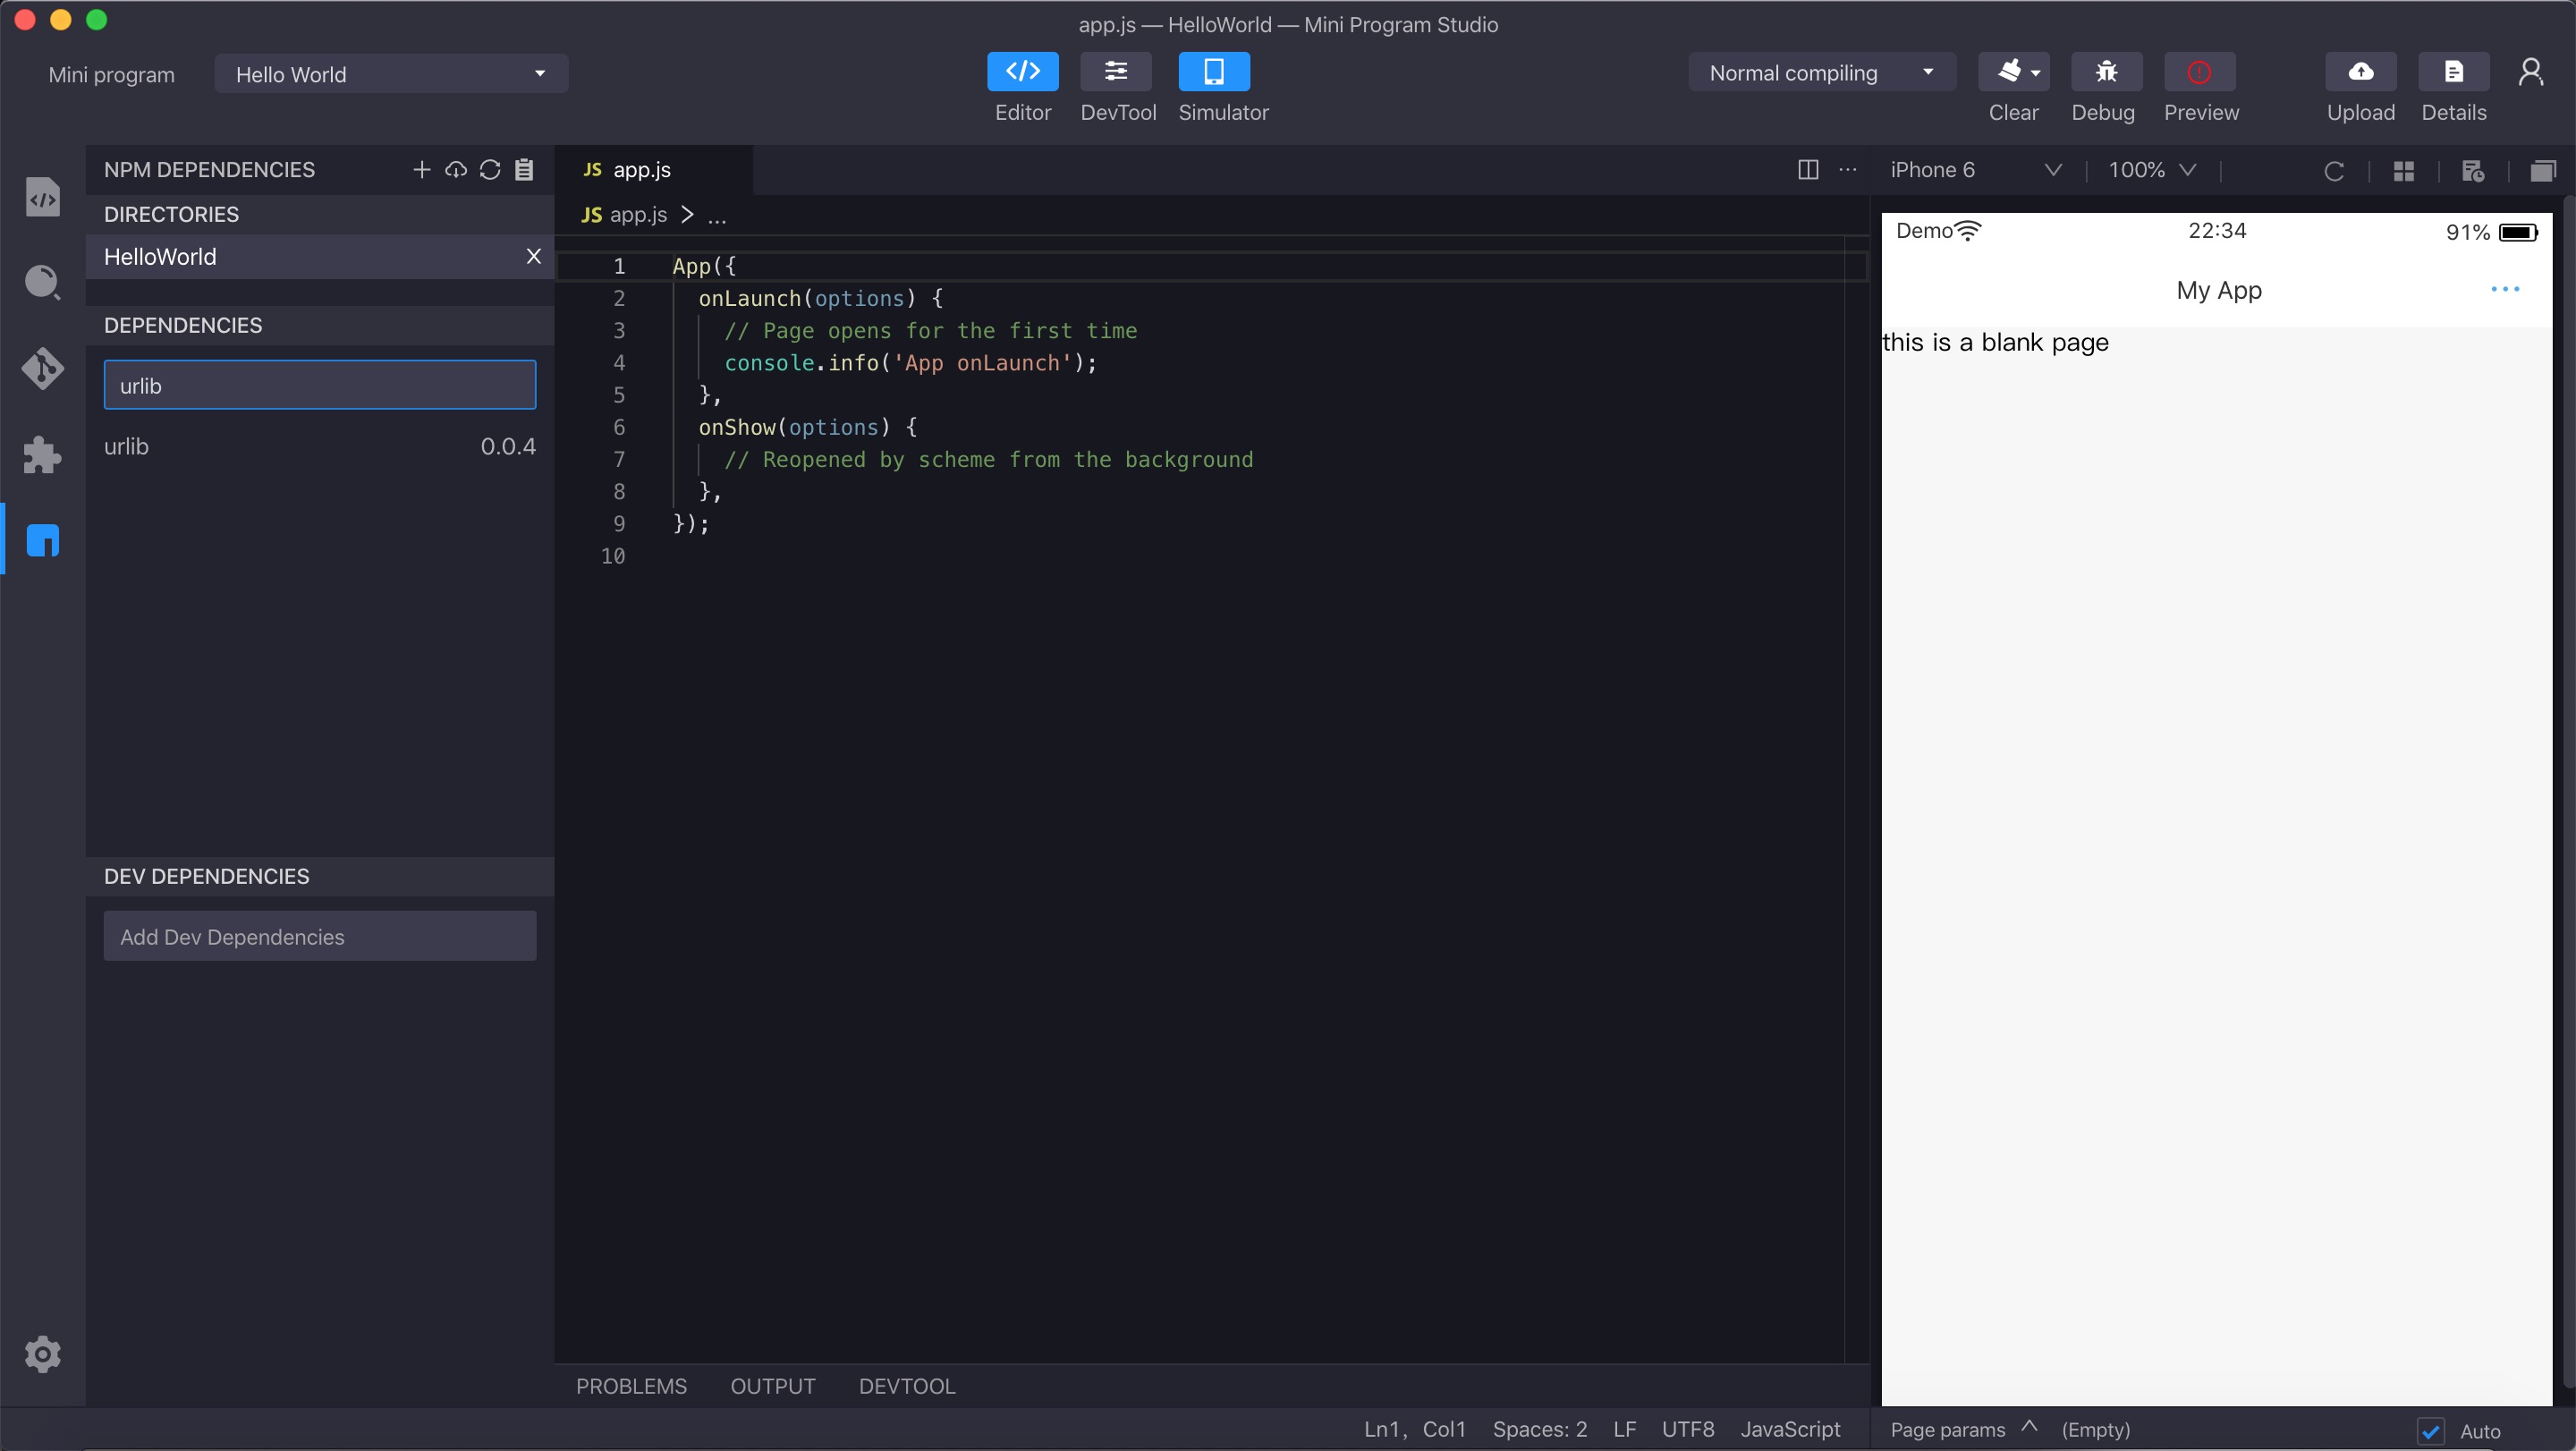 app.js — HelloWorld — Mini Program Studio
Mini program
Hello World
Editor
DevTool
Simulator
Normal compiling
Clear
Debug
Preview
Upload
Details
NPM DEPENDENCIES
DIRECTORIES
HelloWorld
X
DEPENDENCIES
urlib
urlib 0.0.4
DEV DEPENDENCIES
Add Dev Dependencies
JS app.js
JS app.js > ...
1 App({
2 onLaunch(options) {
3 // Page opens for the first time
4 console.info('App onLaunch');
5 },
6 onShow(options) {
7 // Reopened by scheme from the background
8 },
9 });
10
PROBLEMS OUTPUT DEVTOOL
Ln1, Col1 Spaces: 2 LF UTF8 JavaScript
iPhone 6 100%
Demo 22:34 91%
My App
this is a blank page
Page params (Empty) Auto